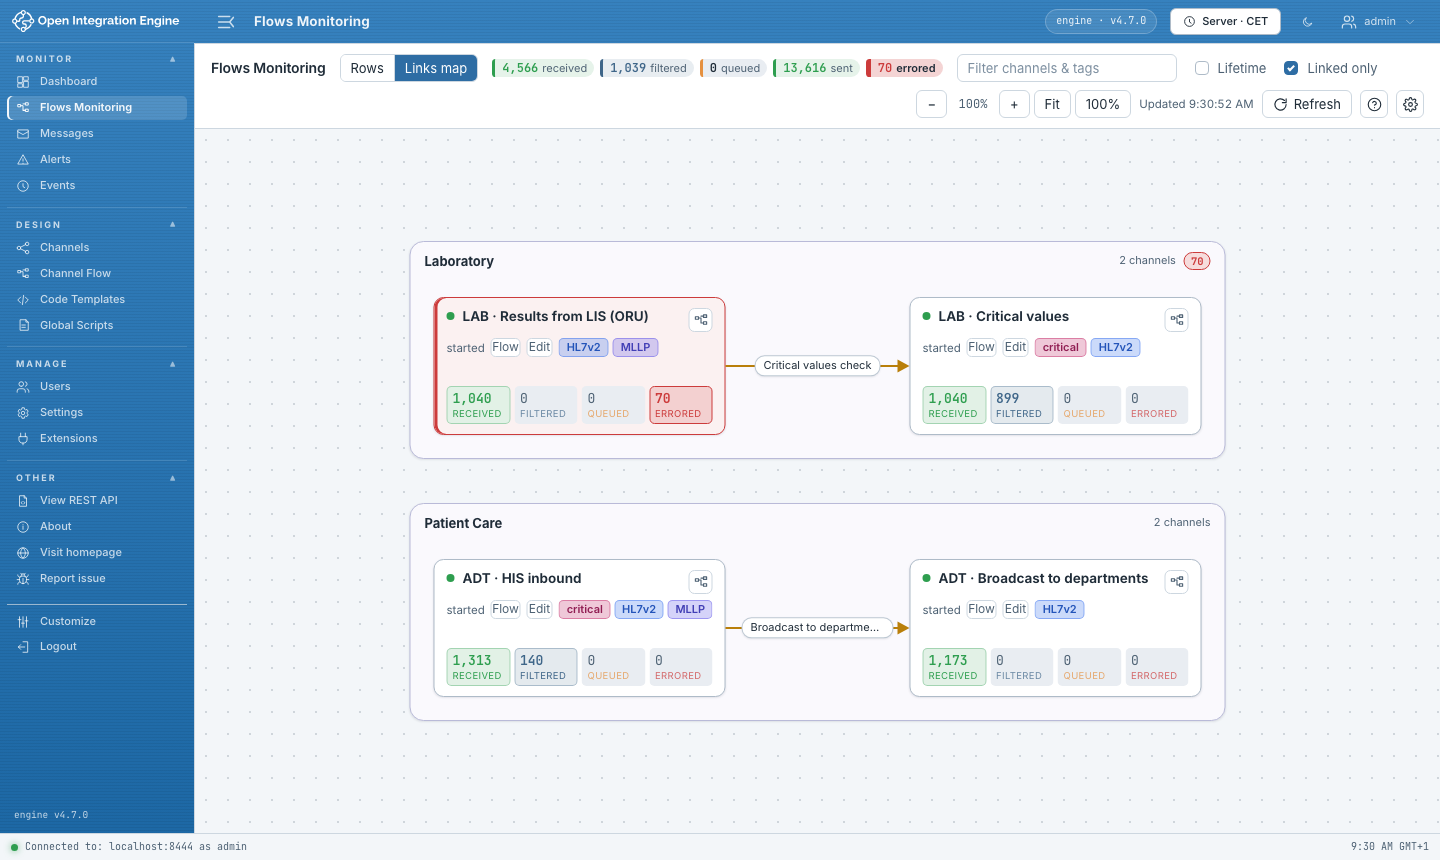 Open Integration Engine
Flows Monitoring
engine · v4.7.0
Server · CET
admin
MONITOR
Dashboard
Flows Monitoring
Messages
Alerts
Events
DESIGN
Channels
Channel Flow
Code Templates
Global Scripts
MANAGE
Users
Settings
Extensions
OTHER
View REST API
About
Visit homepage
Report issue
Customize
Logout
engine v4.7.0
Flows Monitoring
Rows
Links map
4,566 received
1,039 filtered
0 queued
13,616 sent
70 errored
Filter channels & tags
Lifetime
Linked only
−
100%
+
Fit
100%
Updated 9:30:52 AM
Refresh
Laboratory
2 channels
70
LAB · Results from LIS (ORU)
started Flow Edit HL7v2 MLLP
1,040 0 0 70
RECEIVED FILTERED QUEUED ERRORED
Critical values check
LAB · Critical values
started Flow Edit critical HL7v2
1,040 899 0 0
RECEIVED FILTERED QUEUED ERRORED
Patient Care
2 channels
ADT · HIS inbound
started Flow Edit critical HL7v2 MLLP
1,313 140 0 0
RECEIVED FILTERED QUEUED ERRORED
Broadcast to departme...
ADT · Broadcast to departments
started Flow Edit HL7v2
1,173 0 0 0
RECEIVED FILTERED QUEUED ERRORED
Connected to: localhost:8444 as admin
9:30 AM GMT+1